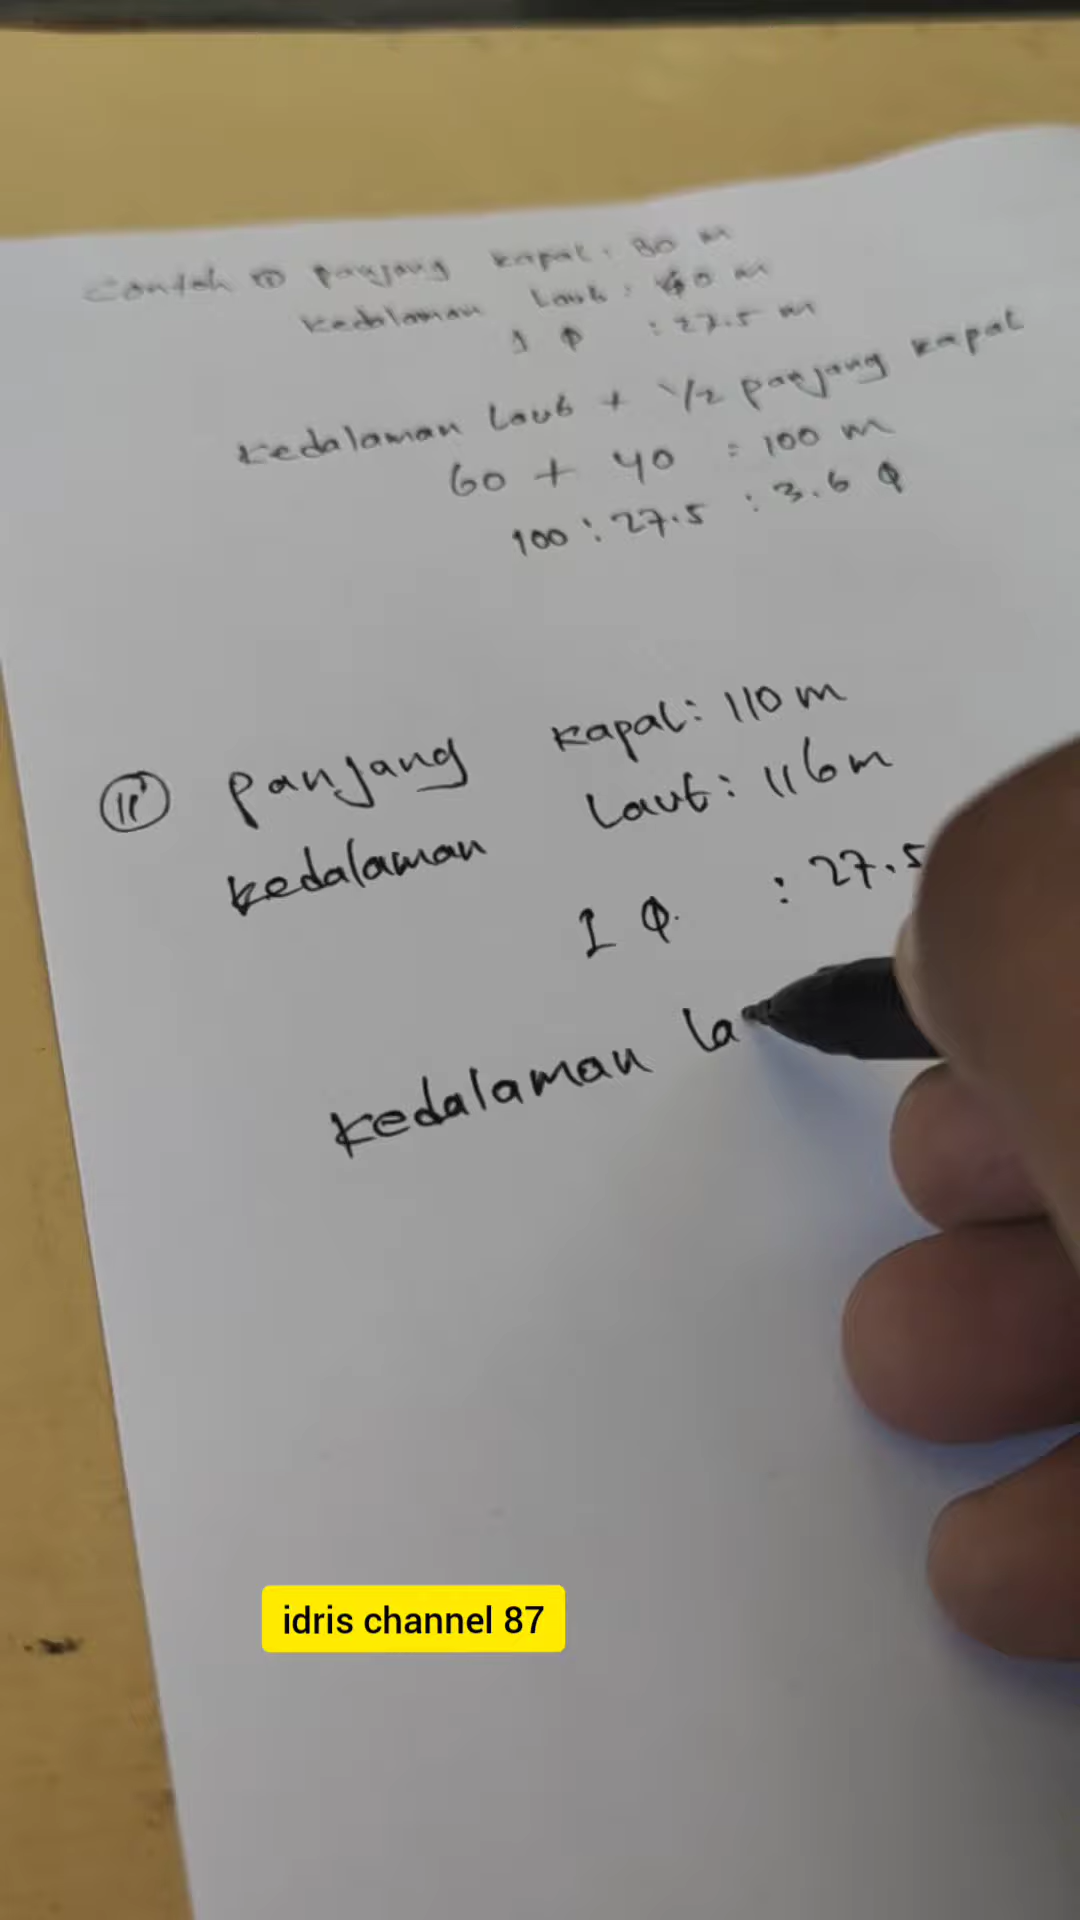 Contoh ① panjang kapal : 80 m
kedalaman Laut : 60 m
1 φ : 27.5 m
kedalaman Laut + 1/2 panjang kapal
60 + 40 = 100 m
100 : 27.5 : 3.6 φ
⑪ panjang kapal : 110 m
kedalaman Laut : 116 m
1 φ : 27.5
kedalaman La
idris channel 87